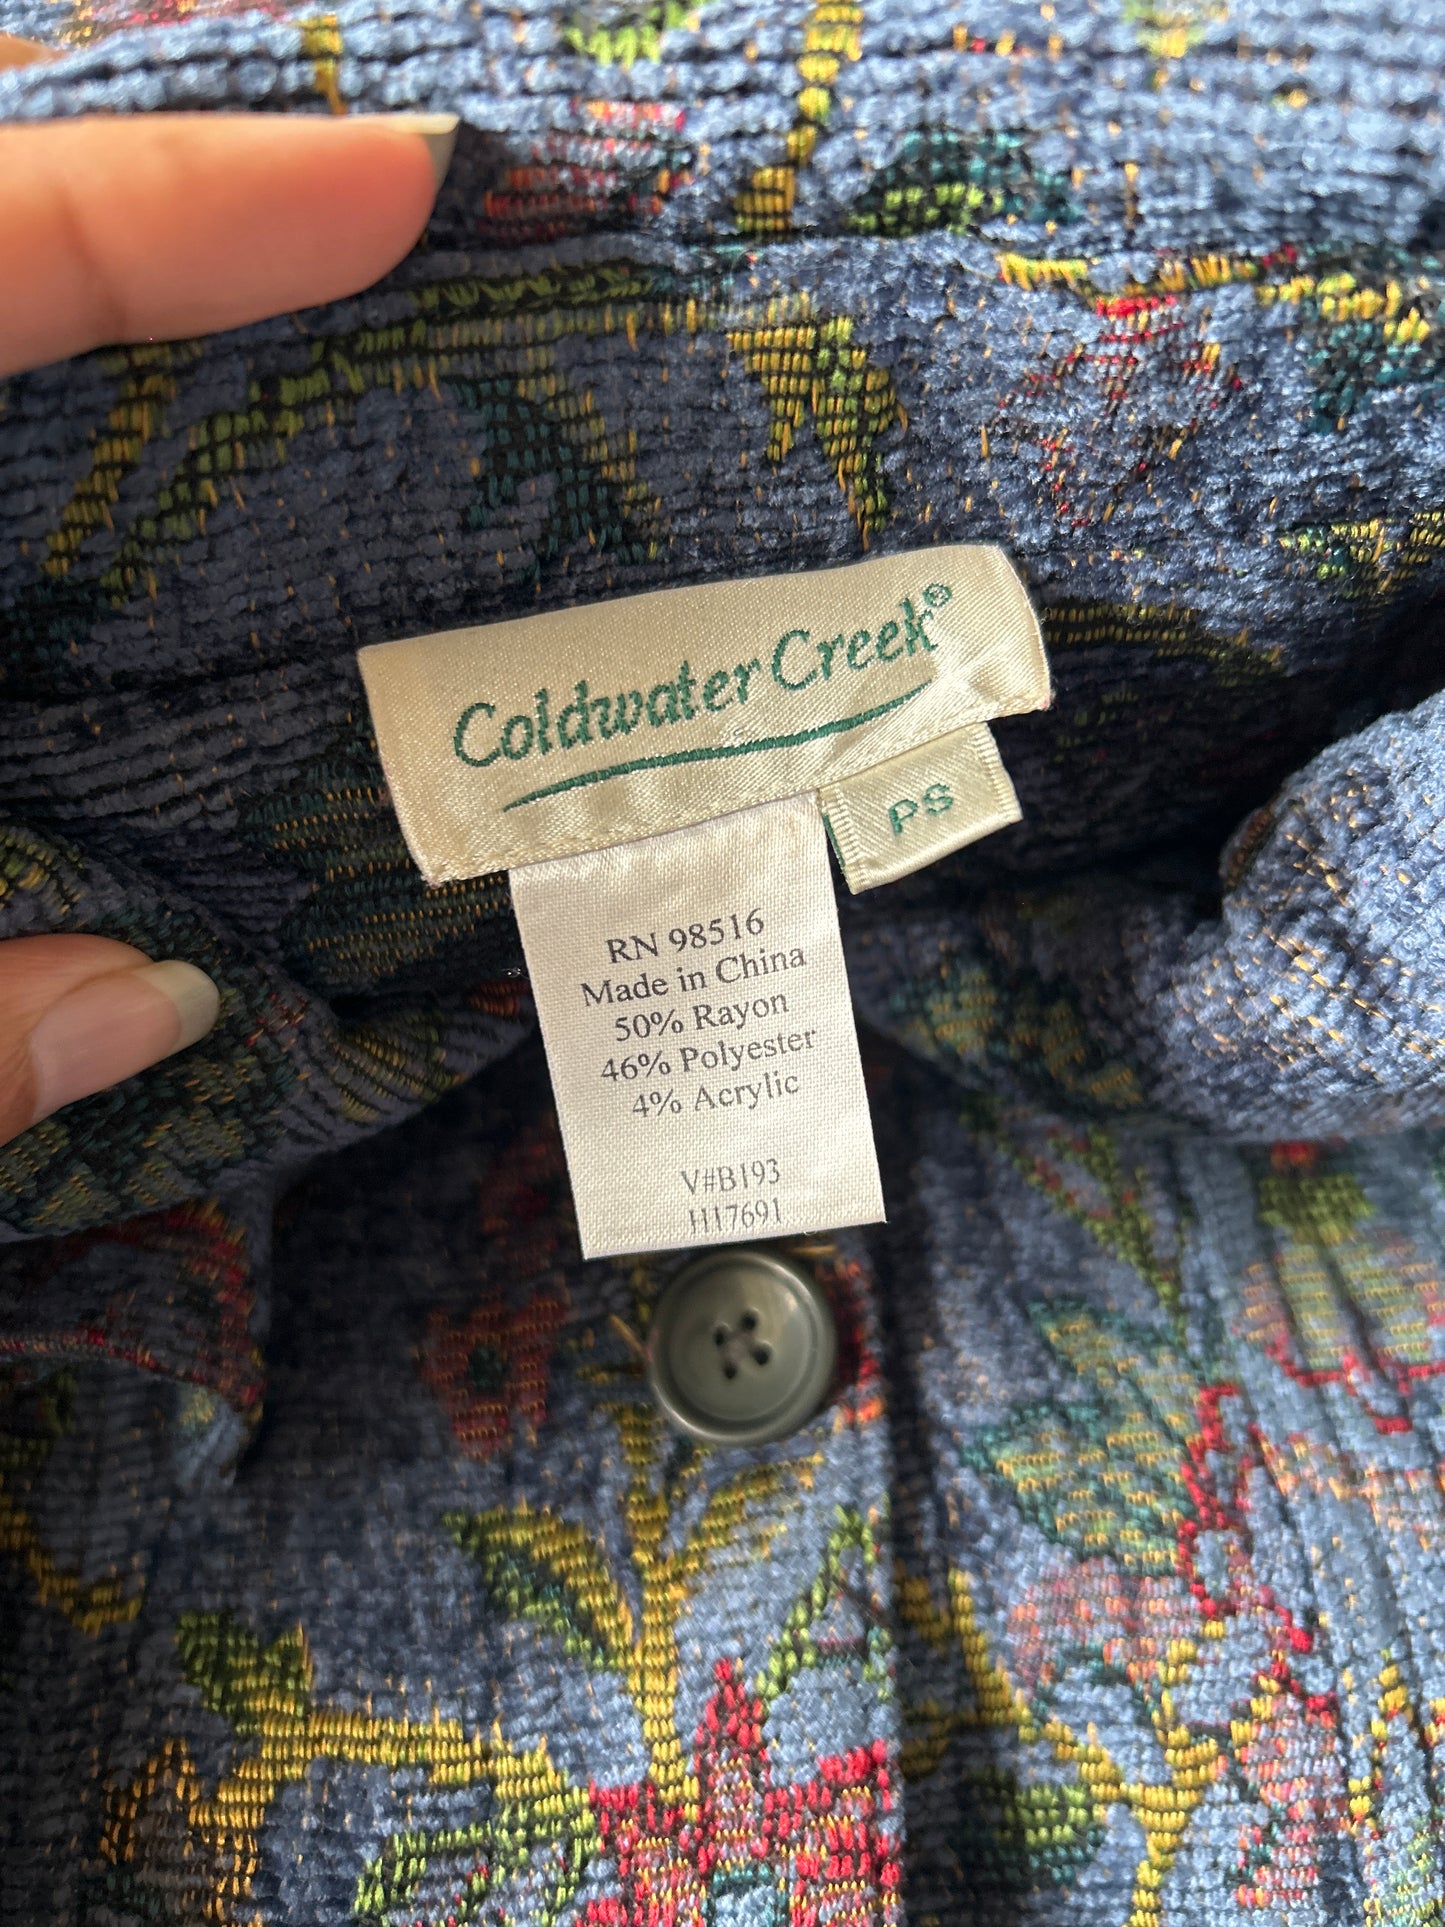 Coldwater Creek®
PS
RN 98516
Made in China
50% Rayon
46% Polyester
4% Acrylic
V#B193
H17691